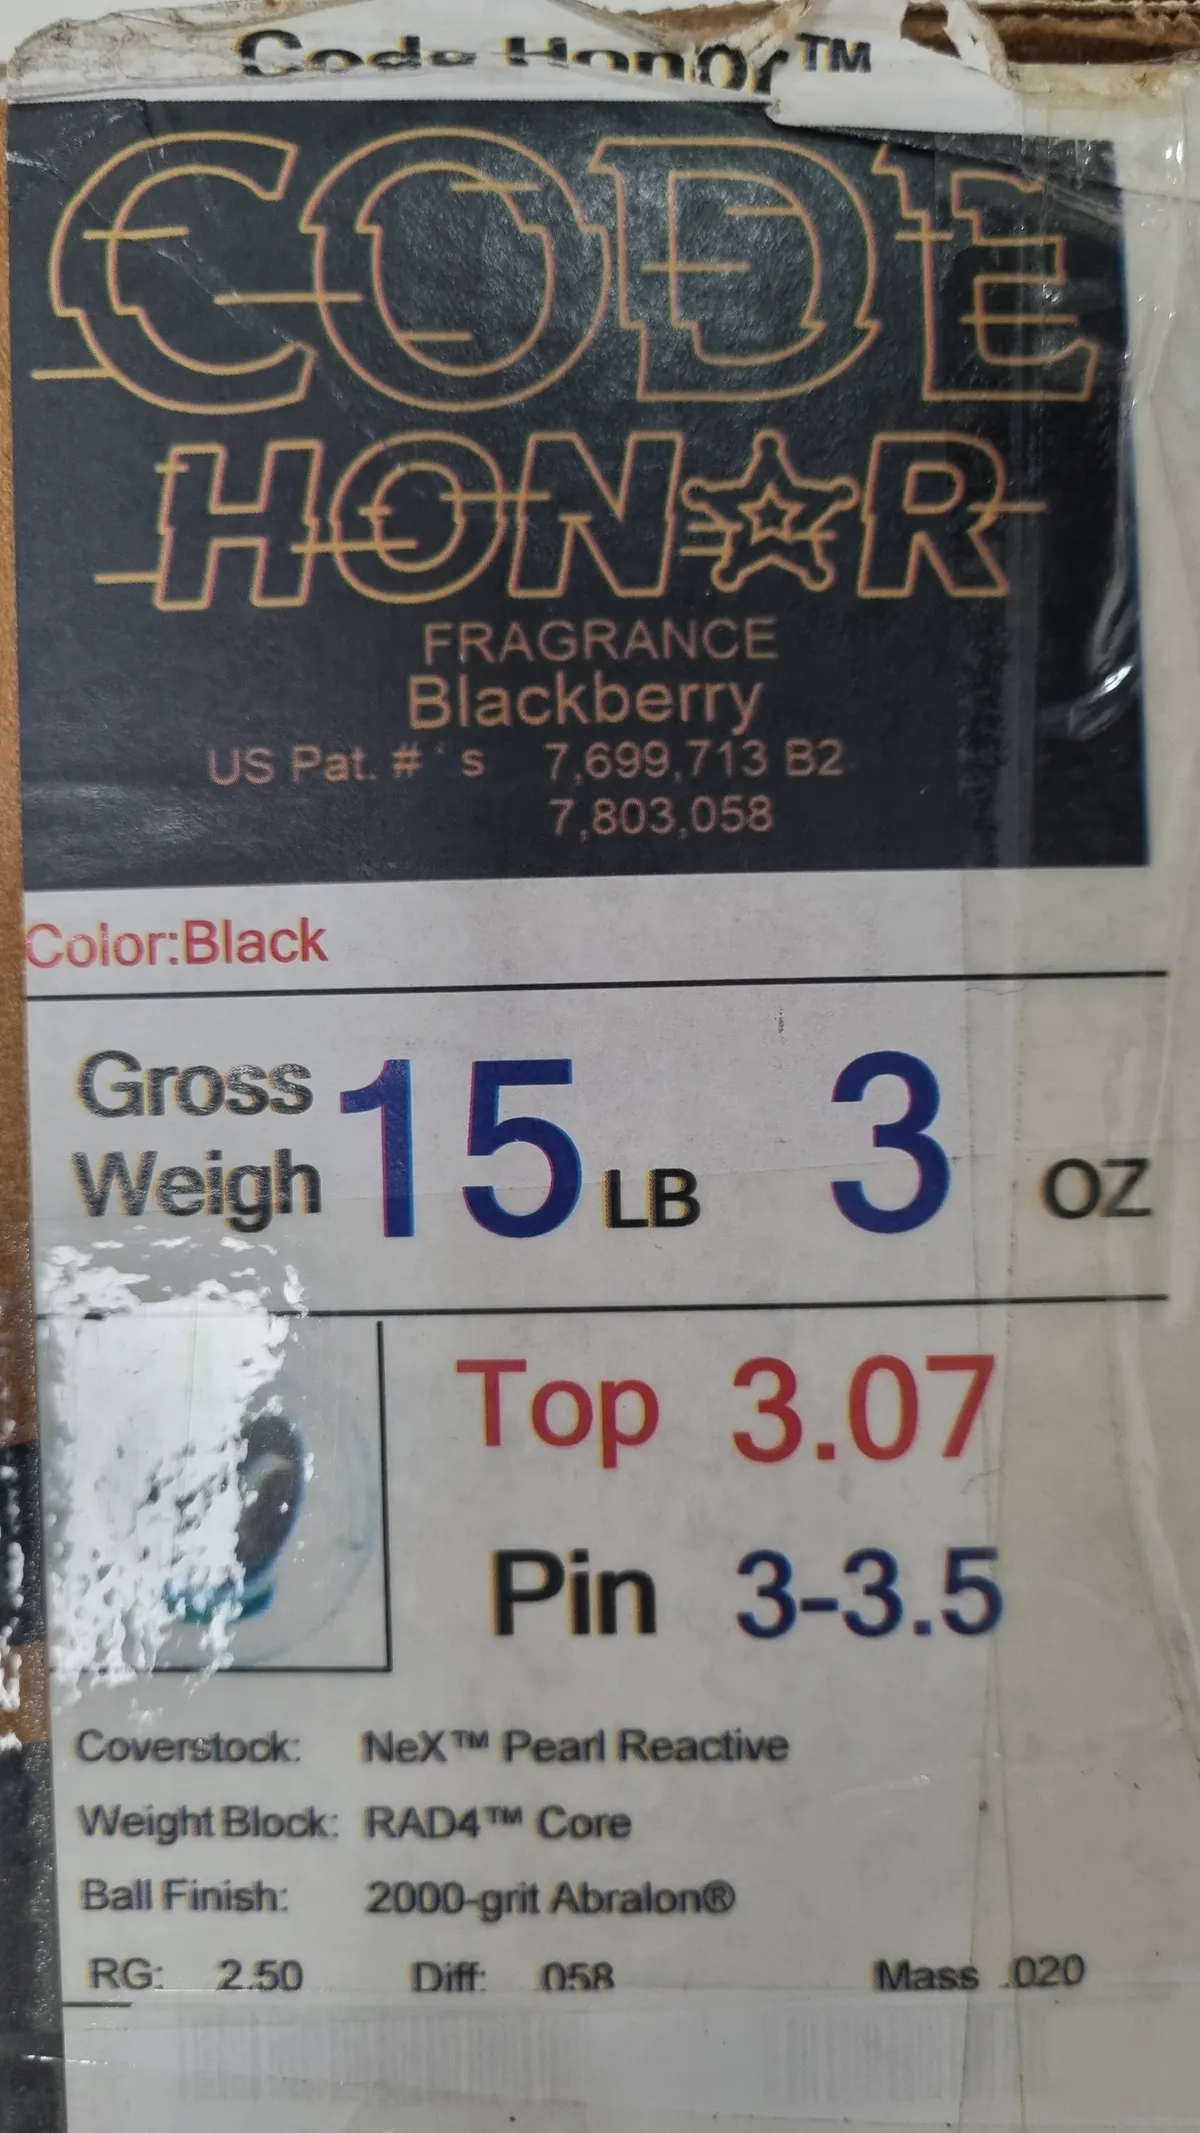 Code Honor™
CODE
HON★R
FRAGRANCE
Blackberry
US Pat. #'s 7,699,713 B2
7,803,058
Color:Black
Gross
Weigh 15 LB 3 OZ
Top 3.07
Pin 3-3.5
Coverstock: NeX™ Pearl Reactive
Weight Block: RAD4™ Core
Ball Finish: 2000-grit Abralon®
RG: 2.50 Diff: .058 Mass .020